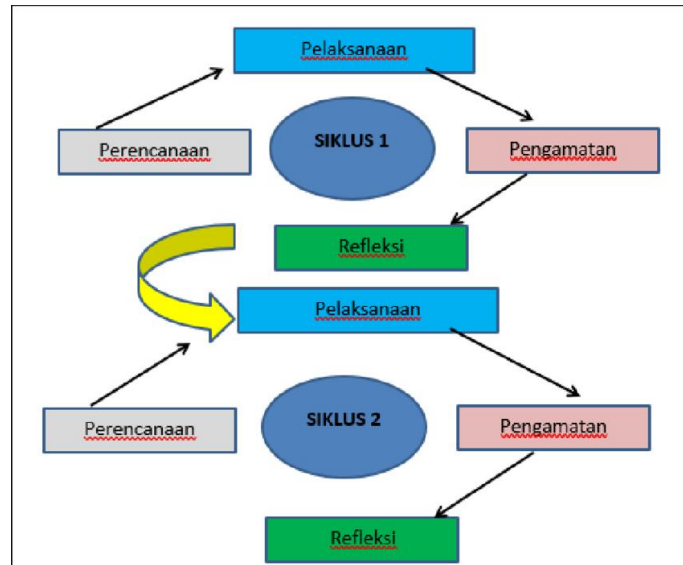 Pelaksanaan
SIKLUS 1
Perencanaan
Pengamatan
Refleksi
Pelaksanaan
SIKLUS 2
Perencanaan
Pengamatan
Refleksi